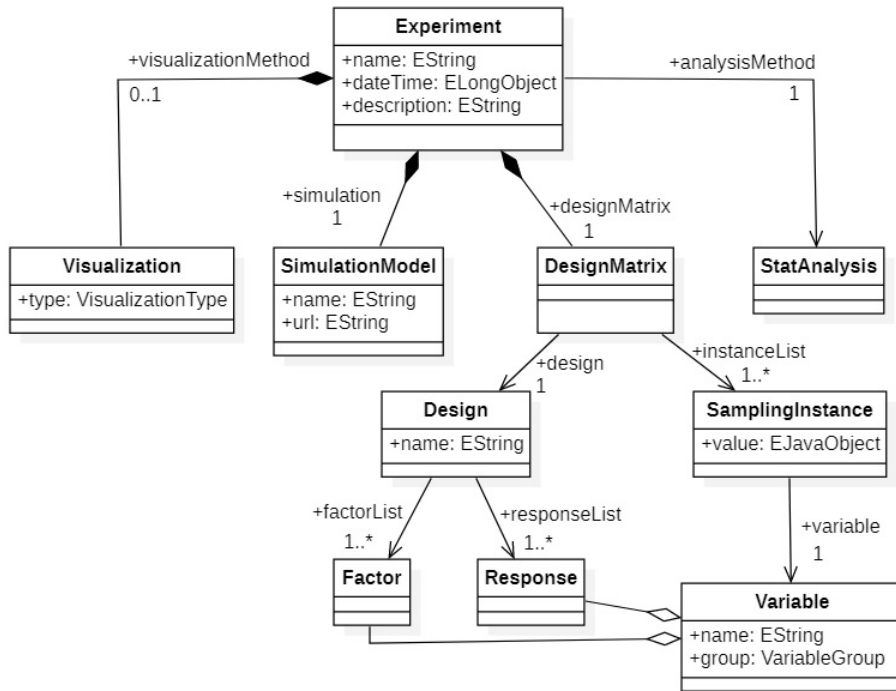 Experiment
+name: EString
+dateTime: ELongObject
+description: EString
+visualizationMethod
0..1
+analysisMethod
1
+simulation
1
+designMatrix
1
Visualization
+type: VisualizationType
SimulationModel
+name: EString
+url: EString
DesignMatrix
StatAnalysis
+design
1
+instanceList
1..*
Design
+name: EString
SamplingInstance
+value: EJavaObject
+factorList
1..*
+responseList
1..*
+variable
1
Factor
Response
Variable
+name: EString
+group: VariableGroup